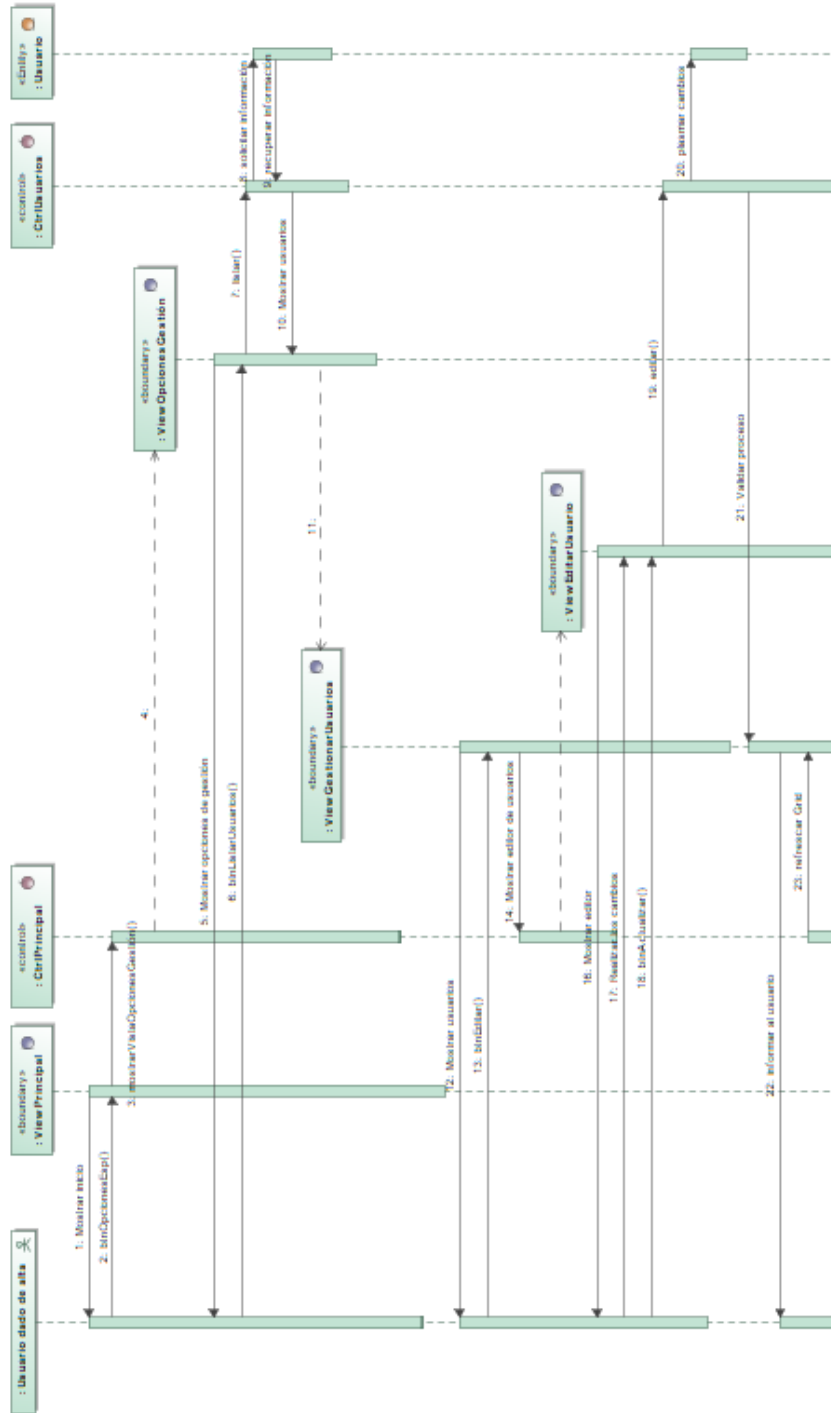 : Usuario dado de alta
«boundary»
: ViewPrincipal
«control»
: CtrlPrincipal
«boundary»
: ViewGestionarUsuarios
«boundary»
: ViewEditarUsuario
«boundary»
: ViewOpcionesGestión
«control»
: CtrlUsuarios
«Entity»
: Usuario
1: Mostrar inicio
2: btnOpcionesEsp()
3: mostrarVistaOpcionesGestion()
4:
5: Mostrar opciones de gestión
6: btnListarUsuarios()
7: listar()
8: solicitar información
9: recuperar información
10: Mostrar usuarios
11:
12: Mostrar usuarios
13: btnEditar()
14: Mostrar editor de usuarios
16: Mostrar editor
17: Realizar los cambios
18: btnActualizar()
19: editar()
20: plasmar cambios
21: Validar proceso
22: Informar al usuario
23: refrescar Grid